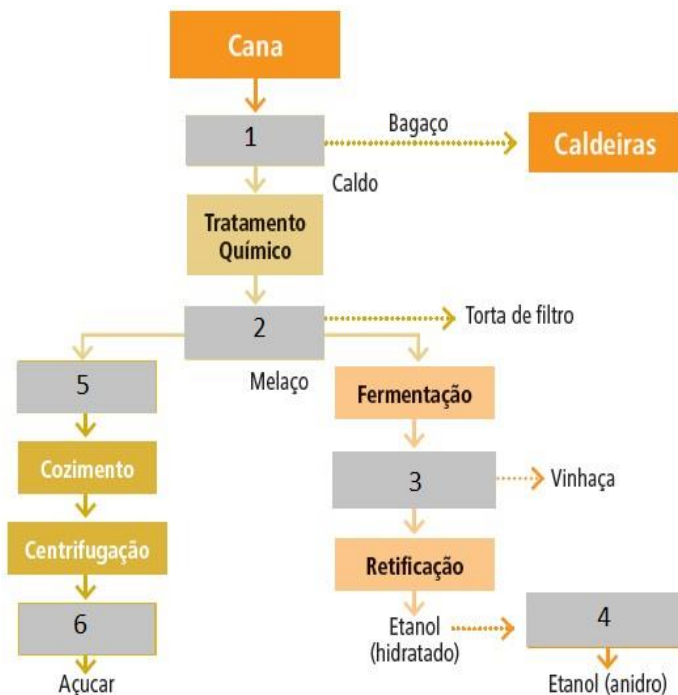 Cana
1
Bagaço
Caldeiras
Caldo
Tratamento
Químico
2
Torta de filtro
5
Melaço
Fermentação
Cozimento
3
Vinhaça
Centrifugação
Retificação
6
Etanol
(hidratado)
4
Açucar
Etanol (anidro)